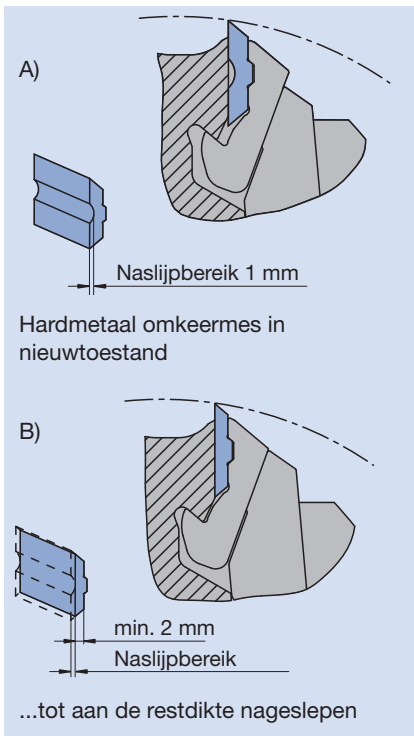 A)
Naslijpbereik 1 mm
Hardmetaal omkeermes in
nieuwtoestand
B)
min. 2 mm
Naslijpbereik
...tot aan de restdikte nageslepen